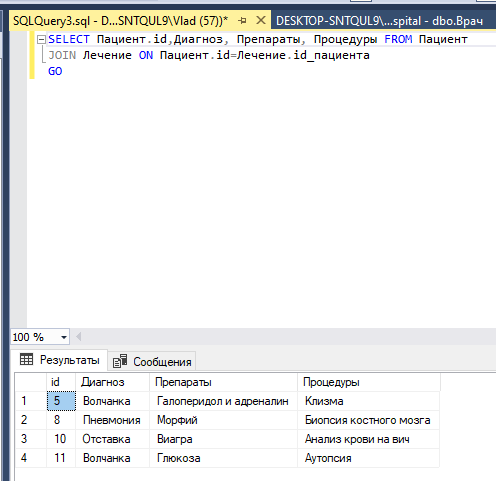 SQLQuery3.sql - D...SNTQUL9\Vlad (57))* DESKTOP-SNTQUL9\...spital - dbo.Врач
SELECT Пациент.id,Диагноз, Препараты, Процедуры FROM Пациент
JOIN Лечение ON Пациент.id=Лечение.id_пациента
GO
100 %
Результаты Сообщения
id Диагноз Препараты Процедуры
1 5 Волчанка Галоперидол и адреналин Клизма
2 8 Пневмония Морфий Биопсия костного мозга
3 10 Отставка Виагра Анализ крови на вич
4 11 Волчанка Глюкоза Аутопсия